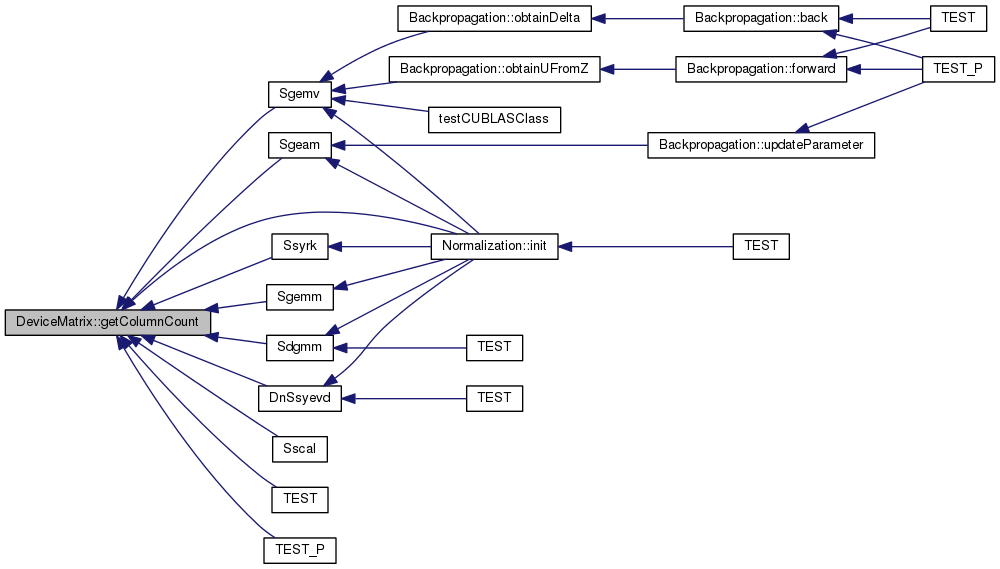 Backpropagation::obtainDelta
Backpropagation::back
TEST
Backpropagation::obtainUFromZ
Backpropagation::forward
TEST_P
Sgemv
testCUBLASClass
Sgeam
Backpropagation::updateParameter
Ssyrk
Normalization::init
TEST
Sgemm
DeviceMatrix::getColumnCount
Sdgmm
TEST
DnSsyevd
TEST
Sscal
TEST
TEST_P